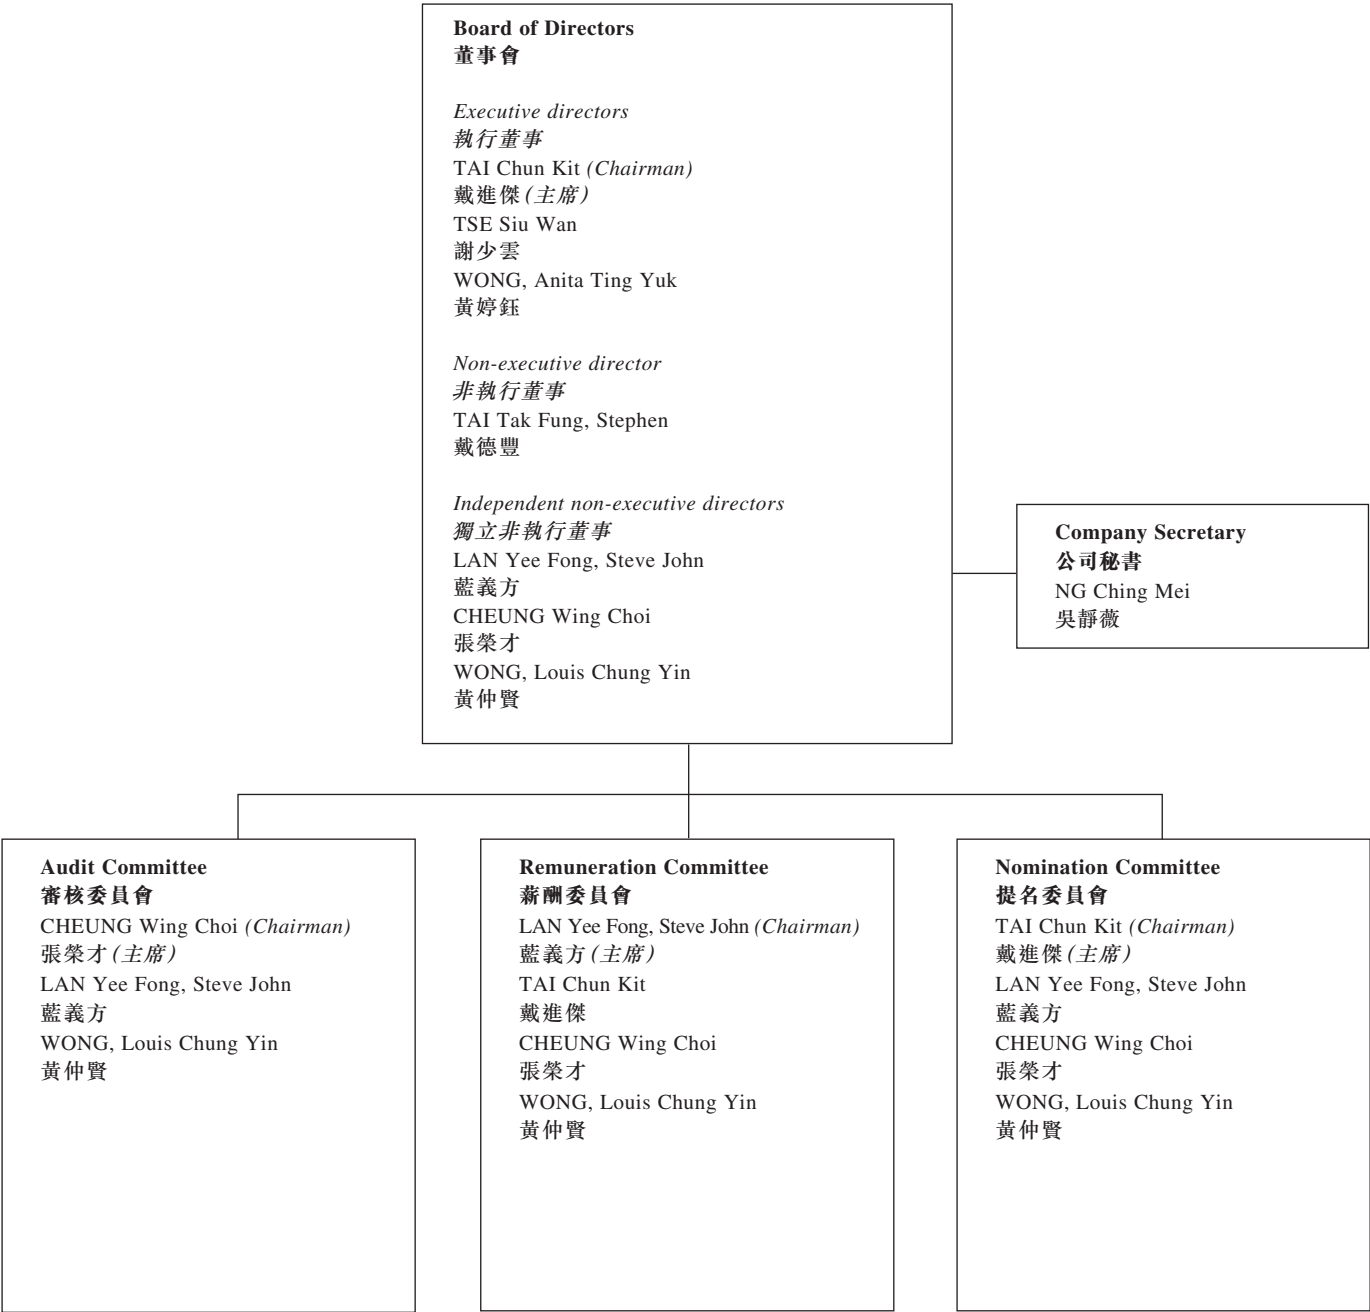 Board of Directors
董事會
Executive directors
執行董事
TAI Chun Kit (Chairman)
戴進傑(主席)
TSE Siu Wan
謝少雲
WONG, Anita Ting Yuk
黃婷鈺
Non-executive director
非執行董事
TAI Tak Fung, Stephen
戴德豐
Independent non-executive directors
獨立非執行董事
LAN Yee Fong, Steve John
藍義方
CHEUNG Wing Choi
張榮才
WONG, Louis Chung Yin
黃仲賢
Company Secretary
公司秘書
NG Ching Mei
吳靜薇
Audit Committee
審核委員會
CHEUNG Wing Choi (Chairman)
張榮才(主席)
LAN Yee Fong, Steve John
藍義方
WONG, Louis Chung Yin
黃仲賢
Remuneration Committee
薪酬委員會
LAN Yee Fong, Steve John (Chairman)
藍義方(主席)
TAI Chun Kit
戴進傑
CHEUNG Wing Choi
張榮才
WONG, Louis Chung Yin
黃仲賢
Nomination Committee
提名委員會
TAI Chun Kit (Chairman)
戴進傑(主席)
LAN Yee Fong, Steve John
藍義方
CHEUNG Wing Choi
張榮才
WONG, Louis Chung Yin
黃仲賢